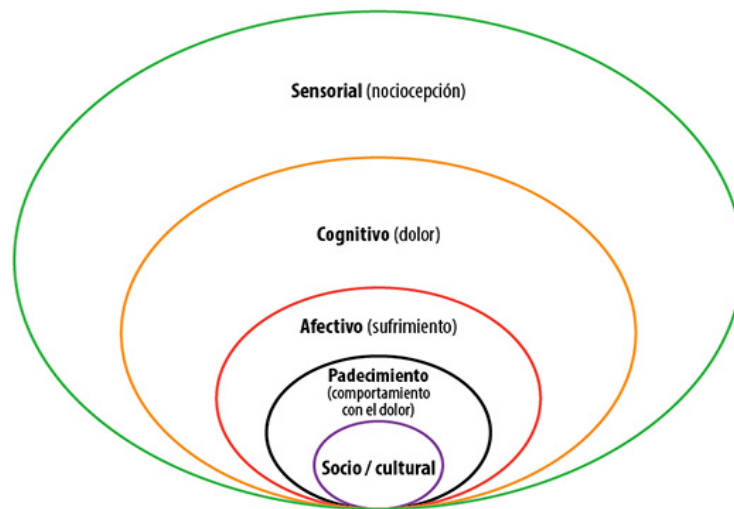 Sensorial (nociocepción)
Cognitivo (dolor)
Afectivo (sufrimiento)
Padecimiento
(comportamiento
con el dolor)
Socio / cultural